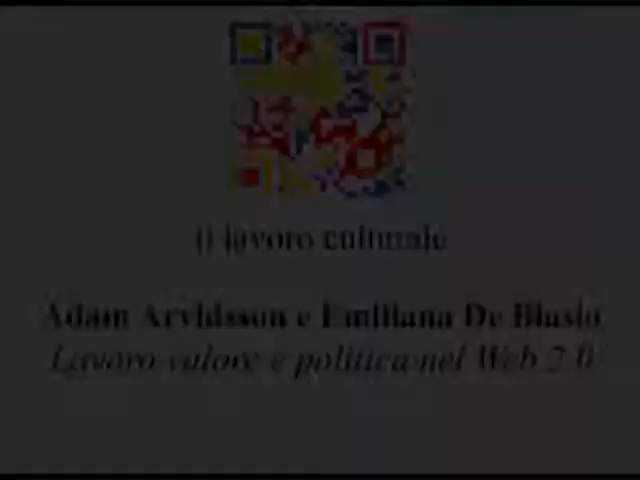 il lavoro culturale
Adam Arvidsson e Emiliana De Blasio
Lavoro valore e politica nel Web 2.0